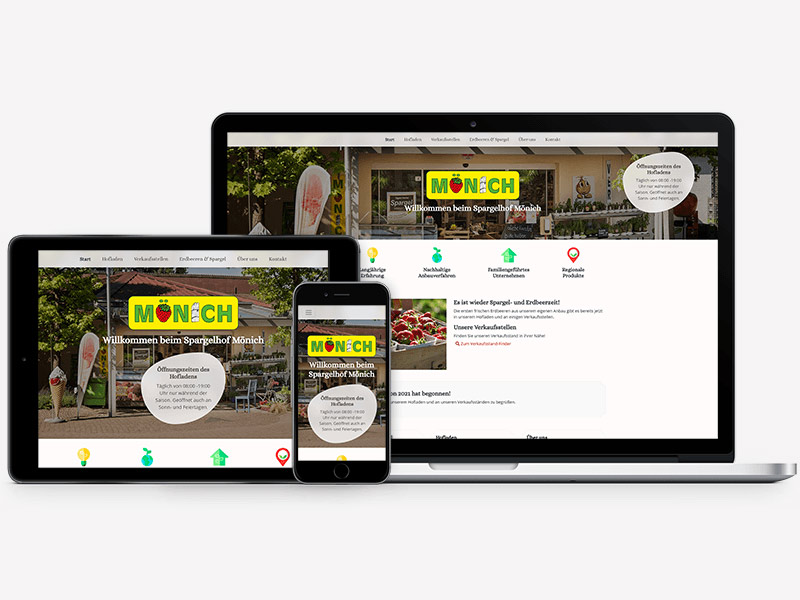 Start Hofladen Verkaufsstellen Erdbeeren & Spargel Über uns Kontakt
MÖNICH
Willkommen beim Spargelhof Mönich
Öffnungszeiten des
Hofladens
Täglich von 08:00 -19:00
Uhr nur während der
Saison. Geöffnet auch an
Sonn- und Feiertagen.
MÖNICH
Spargel
Langjährige
Erfahrung
Nachhaltige
Anbauverfahren
Familiengeführtes
Unternehmen
Regionale
Produkte
Es ist wieder Spargel- und Erdbeerzeit!
Die ersten frischen Erdbeeren aus unserem eigenen Anbau gibt es bereits jetzt
in unserem Hofladen und an einigen Verkaufsstellen.
Unsere Verkaufsstellen
Finden Sie unseren Verkaufsstand in Ihrer Nähe!
Zum Verkaufsstand-Finder
on 2021 hat begonnen!
unserem Hofladen und an unseren Verkaufsständen zu begrüßen.
Hofladen
Über uns
Start Hofladen Verkaufsstellen Erdbeeren & Spargel Über uns Kontakt
MÖNICH
Willkommen beim Spargelhof Mönich
Öffnungszeiten des
Hofladens
Täglich von 08:00 -19:00
Uhr nur während der
Saison. Geöffnet auch an
Sonn- und Feiertagen.
MÖNICH
Willkommen beim
Spargelhof Mönich
Öffnungszeiten des
Hofladens
Täglich von 08:00 -19:00
Uhr nur während der
Saison. Geöffnet auch an
Sonn- und Feiertagen.